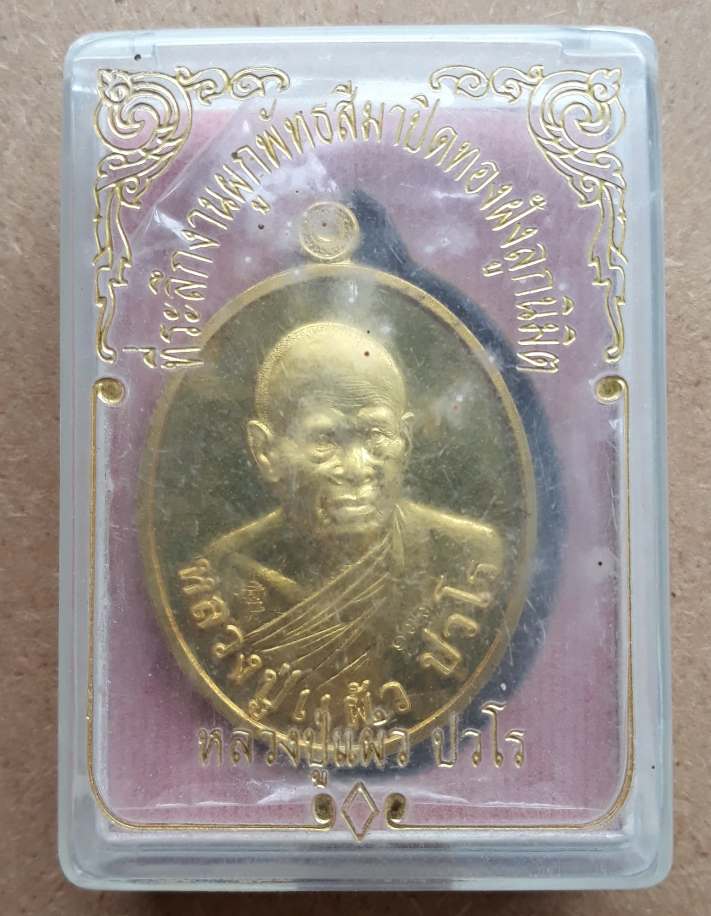 ที่ระลึกงานผูกพัทธสีมาปิดทองฝังลูกนิมิต
หลวงปู่แผ้ว ปวโร
หลวงปู่แผ้ว ปวโร